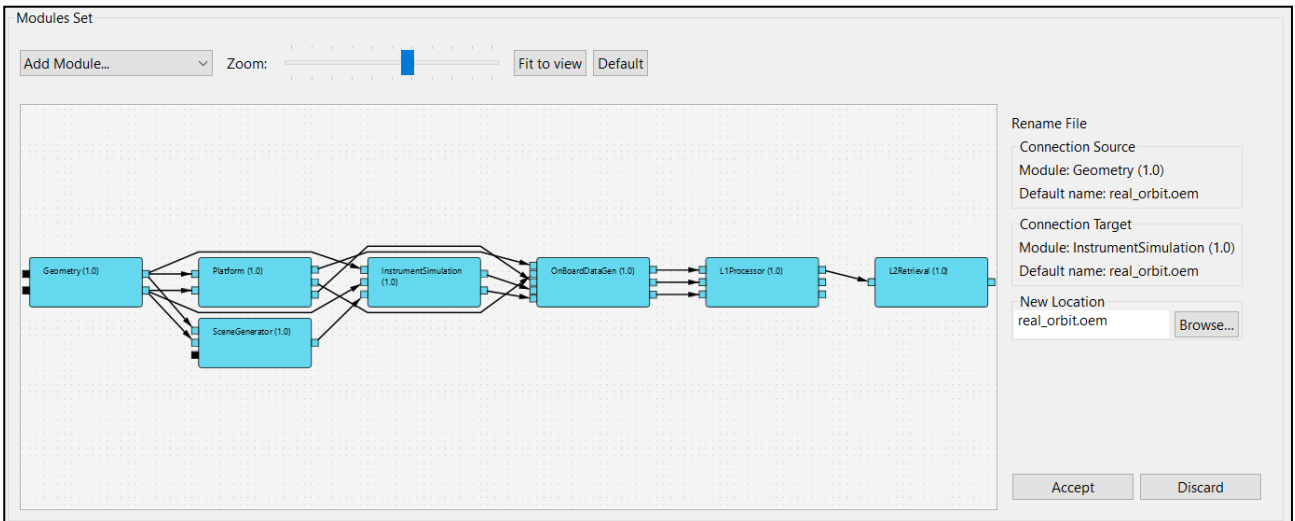 Modules Set
Add Module...
Zoom:
Fit to view
Default
Geometry (1.0)
Platform (1.0)
InstrumentSimulation
(1.0)
OnBoardDataGen (1.0)
L1Processor (1.0)
L2Retrieval (1.0)
SceneGenerator (1.0)
Rename File
Connection Source
Module: Geometry (1.0)
Default name: real_orbit.oem
Connection Target
Module: InstrumentSimulation (1.0)
Default name: real_orbit.oem
New Location
real_orbit.oem
Browse...
Accept
Discard